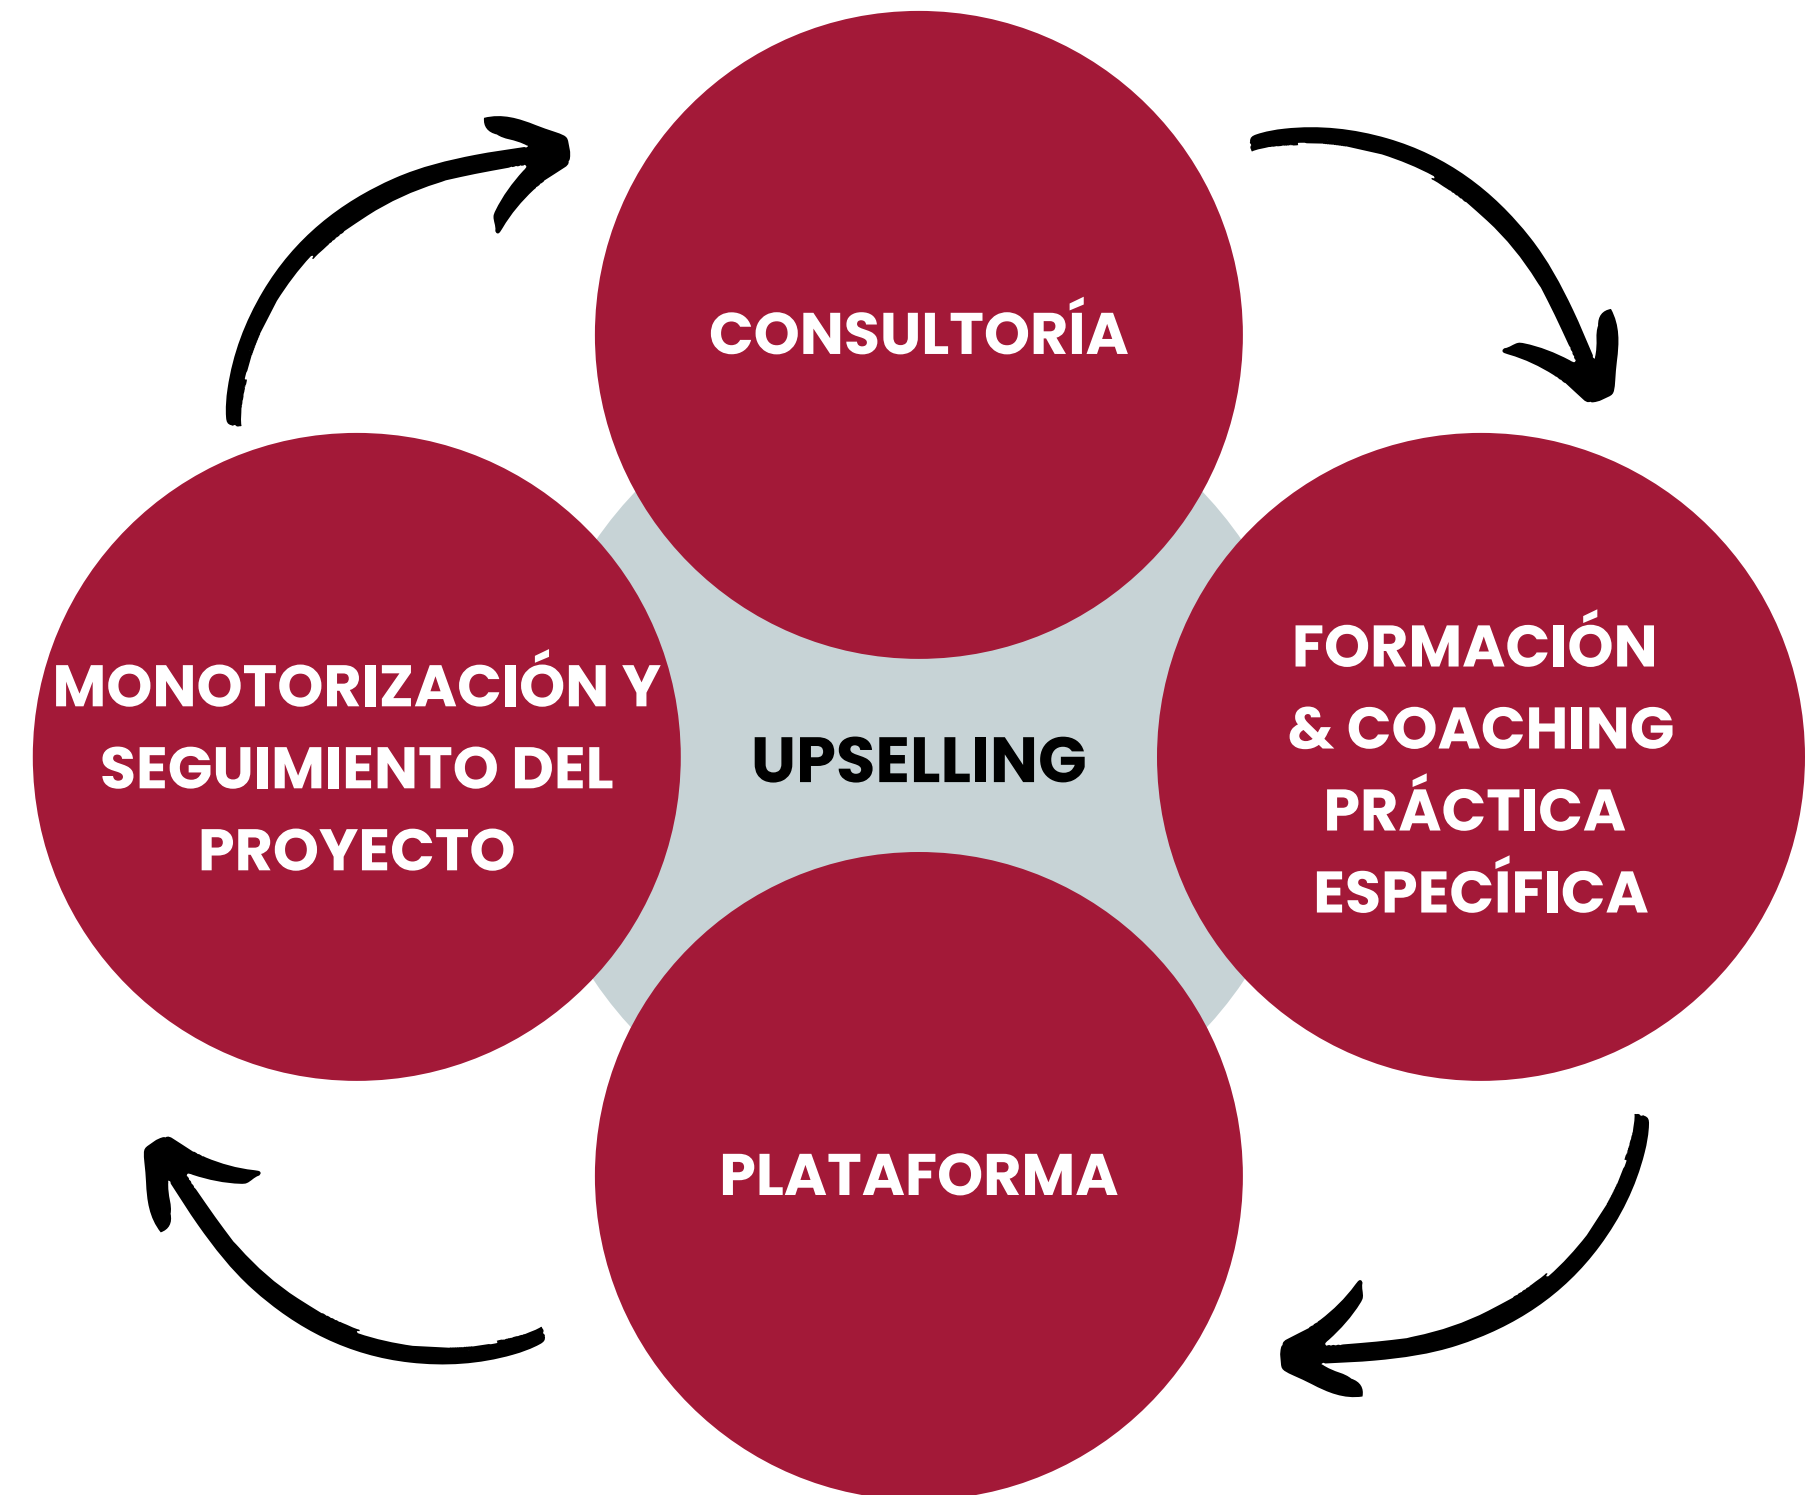 CONSULTORÍA
MONOTORIZACIÓN Y
SEGUIMIENTO DEL
PROYECTO
UPSELLING
FORMACIÓN
& COACHING
PRÁCTICA
ESPECÍFICA
PLATAFORMA